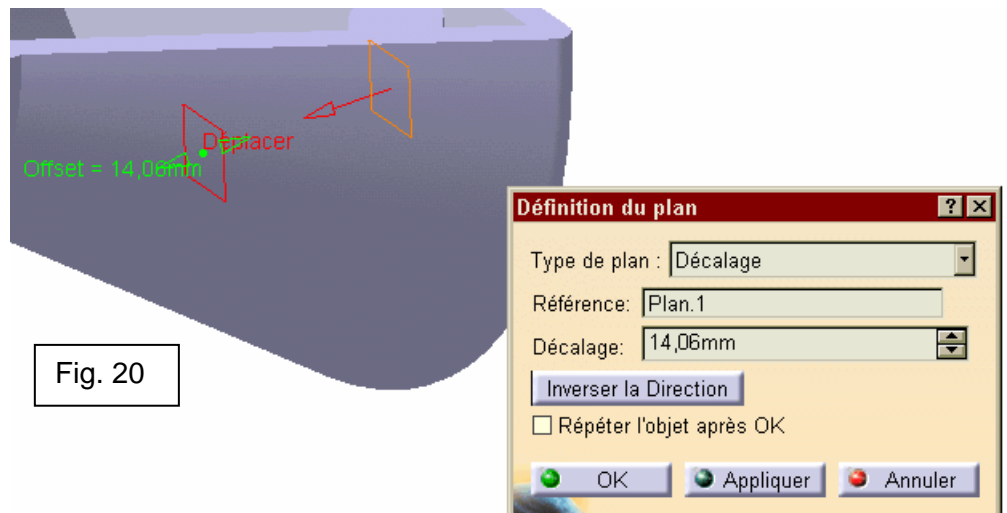 Déplacer
Offset = 14,06mm
Fig. 20
Définition du plan
Type de plan : Décalage
Référence: Plan.1
Décalage: 14,06mm
Inverser la Direction
Répéter l'objet après OK
OK Appliquer Annuler